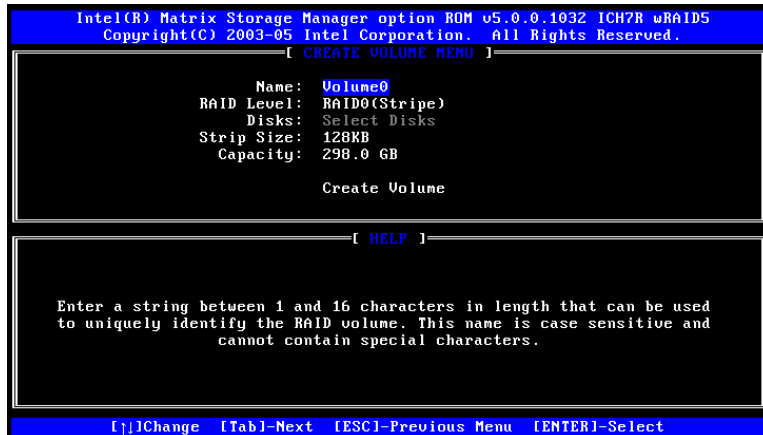 Intel(R) Matrix Storage Manager option ROM v5.0.0.1032 ICH7R wRAID5
Copyright(C) 2003-05 Intel Corporation. All Rights Reserved.
[ CREATE VOLUME MENU ]
Name: Volume0
RAID Level: RAID0(Stripe)
Disks: Select Disks
Strip Size: 128KB
Capacity: 298.0 GB
Create Volume
[ HELP ]
Enter a string between 1 and 16 characters in length that can be used
to uniquely identify the RAID volume. This name is case sensitive and
cannot contain special characters.
[↑↓]Change [Tab]-Next [ESC]-Previous Menu [ENTER]-Select